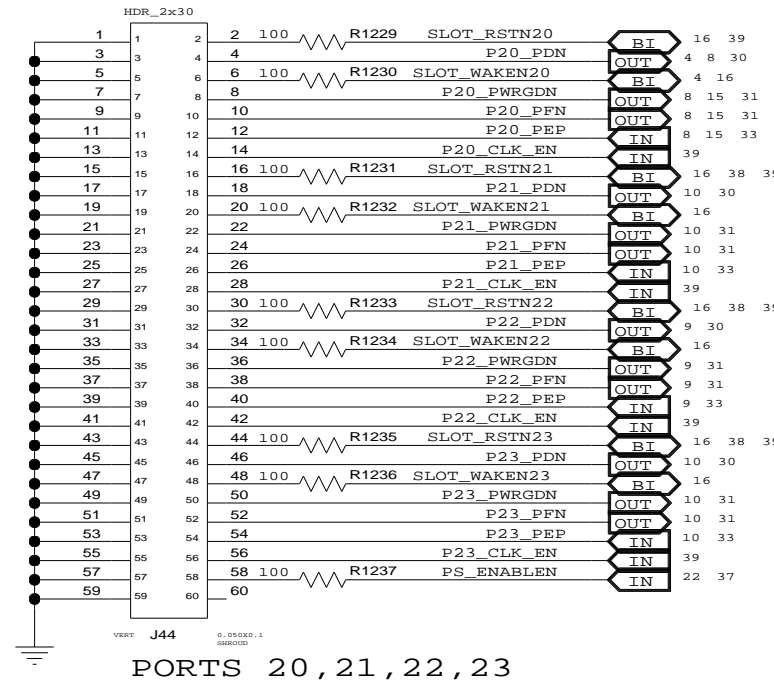 HDR_2x30
1 1 2 2 100 R1229 SLOT_RSTN20 BI 16 39
3 3 4 4 P20_PDN OUT 4 8 30
5 5 6 6 100 R1230 SLOT_WAKEN20 BI 4 16
7 7 8 8 P20_PWRGDN OUT 8 15 31
9 9 10 10 P20_PFN OUT 8 15 31
11 11 12 12 P20_PEP IN 8 15 33
13 13 14 14 P20_CLK_EN IN 39
15 15 16 16 100 R1231 SLOT_RSTN21 BI 16 38 39
17 17 18 18 P21_PDN OUT 10 30
19 19 20 20 100 R1232 SLOT_WAKEN21 BI 16
21 21 22 22 P21_PWRGDN OUT 10 31
23 23 24 24 P21_PFN OUT 10 31
25 25 26 26 P21_PEP IN 10 33
27 27 28 28 P21_CLK_EN IN 39
29 29 30 30 100 R1233 SLOT_RSTN22 BI 16 38 39
31 31 32 32 P22_PDN OUT 9 30
33 33 34 34 100 R1234 SLOT_WAKEN22 BI 16
35 35 36 36 P22_PWRGDN OUT 9 31
37 37 38 38 P22_PFN OUT 9 31
39 39 40 40 P22_PEP IN 9 33
41 41 42 42 P22_CLK_EN IN 39
43 43 44 44 100 R1235 SLOT_RSTN23 BI 16 38 39
45 45 46 46 P23_PDN OUT 10 30
47 47 48 48 100 R1236 SLOT_WAKEN23 BI 16
49 49 50 50 P23_PWRGDN OUT 10 31
51 51 52 52 P23_PFN OUT 10 31
53 53 54 54 P23_PEP IN 10 33
55 55 56 56 P23_CLK_EN IN 39
57 57 58 58 100 R1237 PS_ENABLEN IN 22 37
59 59 60 60
VERT J44 0.050X0.1
SHROUD
PORTS 20,21,22,23